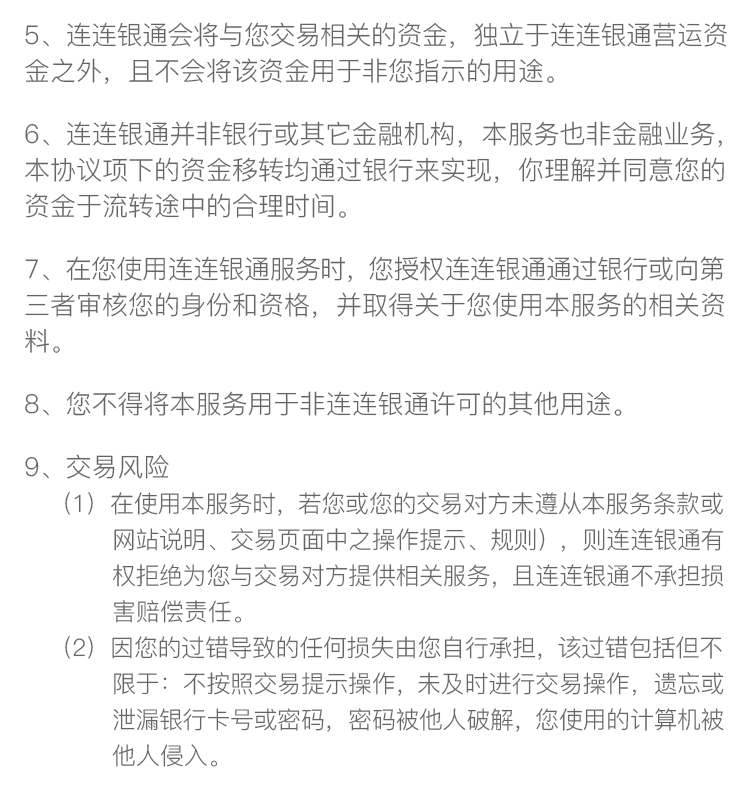 5、连连银通会将与您交易相关的资金，独立于连连银通营运资
金之外，且不会将该资金用于非您指示的用途。
6、连连银通并非银行或其它金融机构，本服务也非金融业务，
本协议项下的资金移转均通过银行来实现，你理解并同意您的
资金于流转途中的合理时间。
7、在您使用连连银通服务时，您授权连连银通通过银行或向第
三者审核您的身份和资格，并取得关于您使用本服务的相关资
料。
8、您不得将本服务用于非连连银通许可的其他用途。
9、交易风险
（1）在使用本服务时，若您或您的交易对方未遵从本服务条款或
网站说明、交易页面中之操作提示、规则），则连连银通有
权拒绝为您与交易对方提供相关服务，且连连银通不承担损
害赔偿责任。
（2）因您的过错导致的任何损失由您自行承担，该过错包括但不
限于：不按照交易提示操作，未及时进行交易操作，遗忘或
泄漏银行卡号或密码，密码被他人破解，您使用的计算机被
他人侵入。